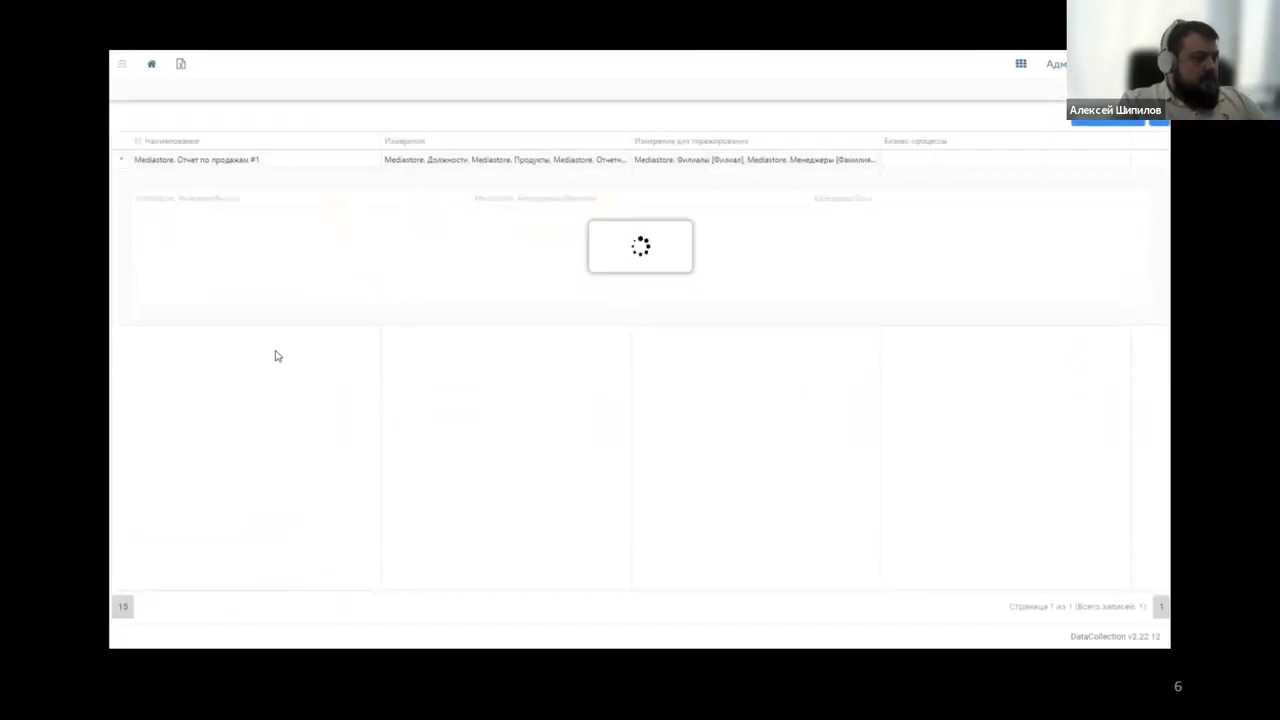 Адм
Алексей Шипилов
Наименование
Измерения
Измерения для тиражирования
Бизнес-процессы
Mediastore. Отчет по продажам #1
Mediastore. Должности, Mediastore. Продукты, Mediastore. Отчетн...
Mediastore. Филиалы [Филиал], Mediastore. Менеджеры [Фамилия...
15
Страница 1 из 1 (Всего записей: 1)
1
DataCollection v2.22.12
6